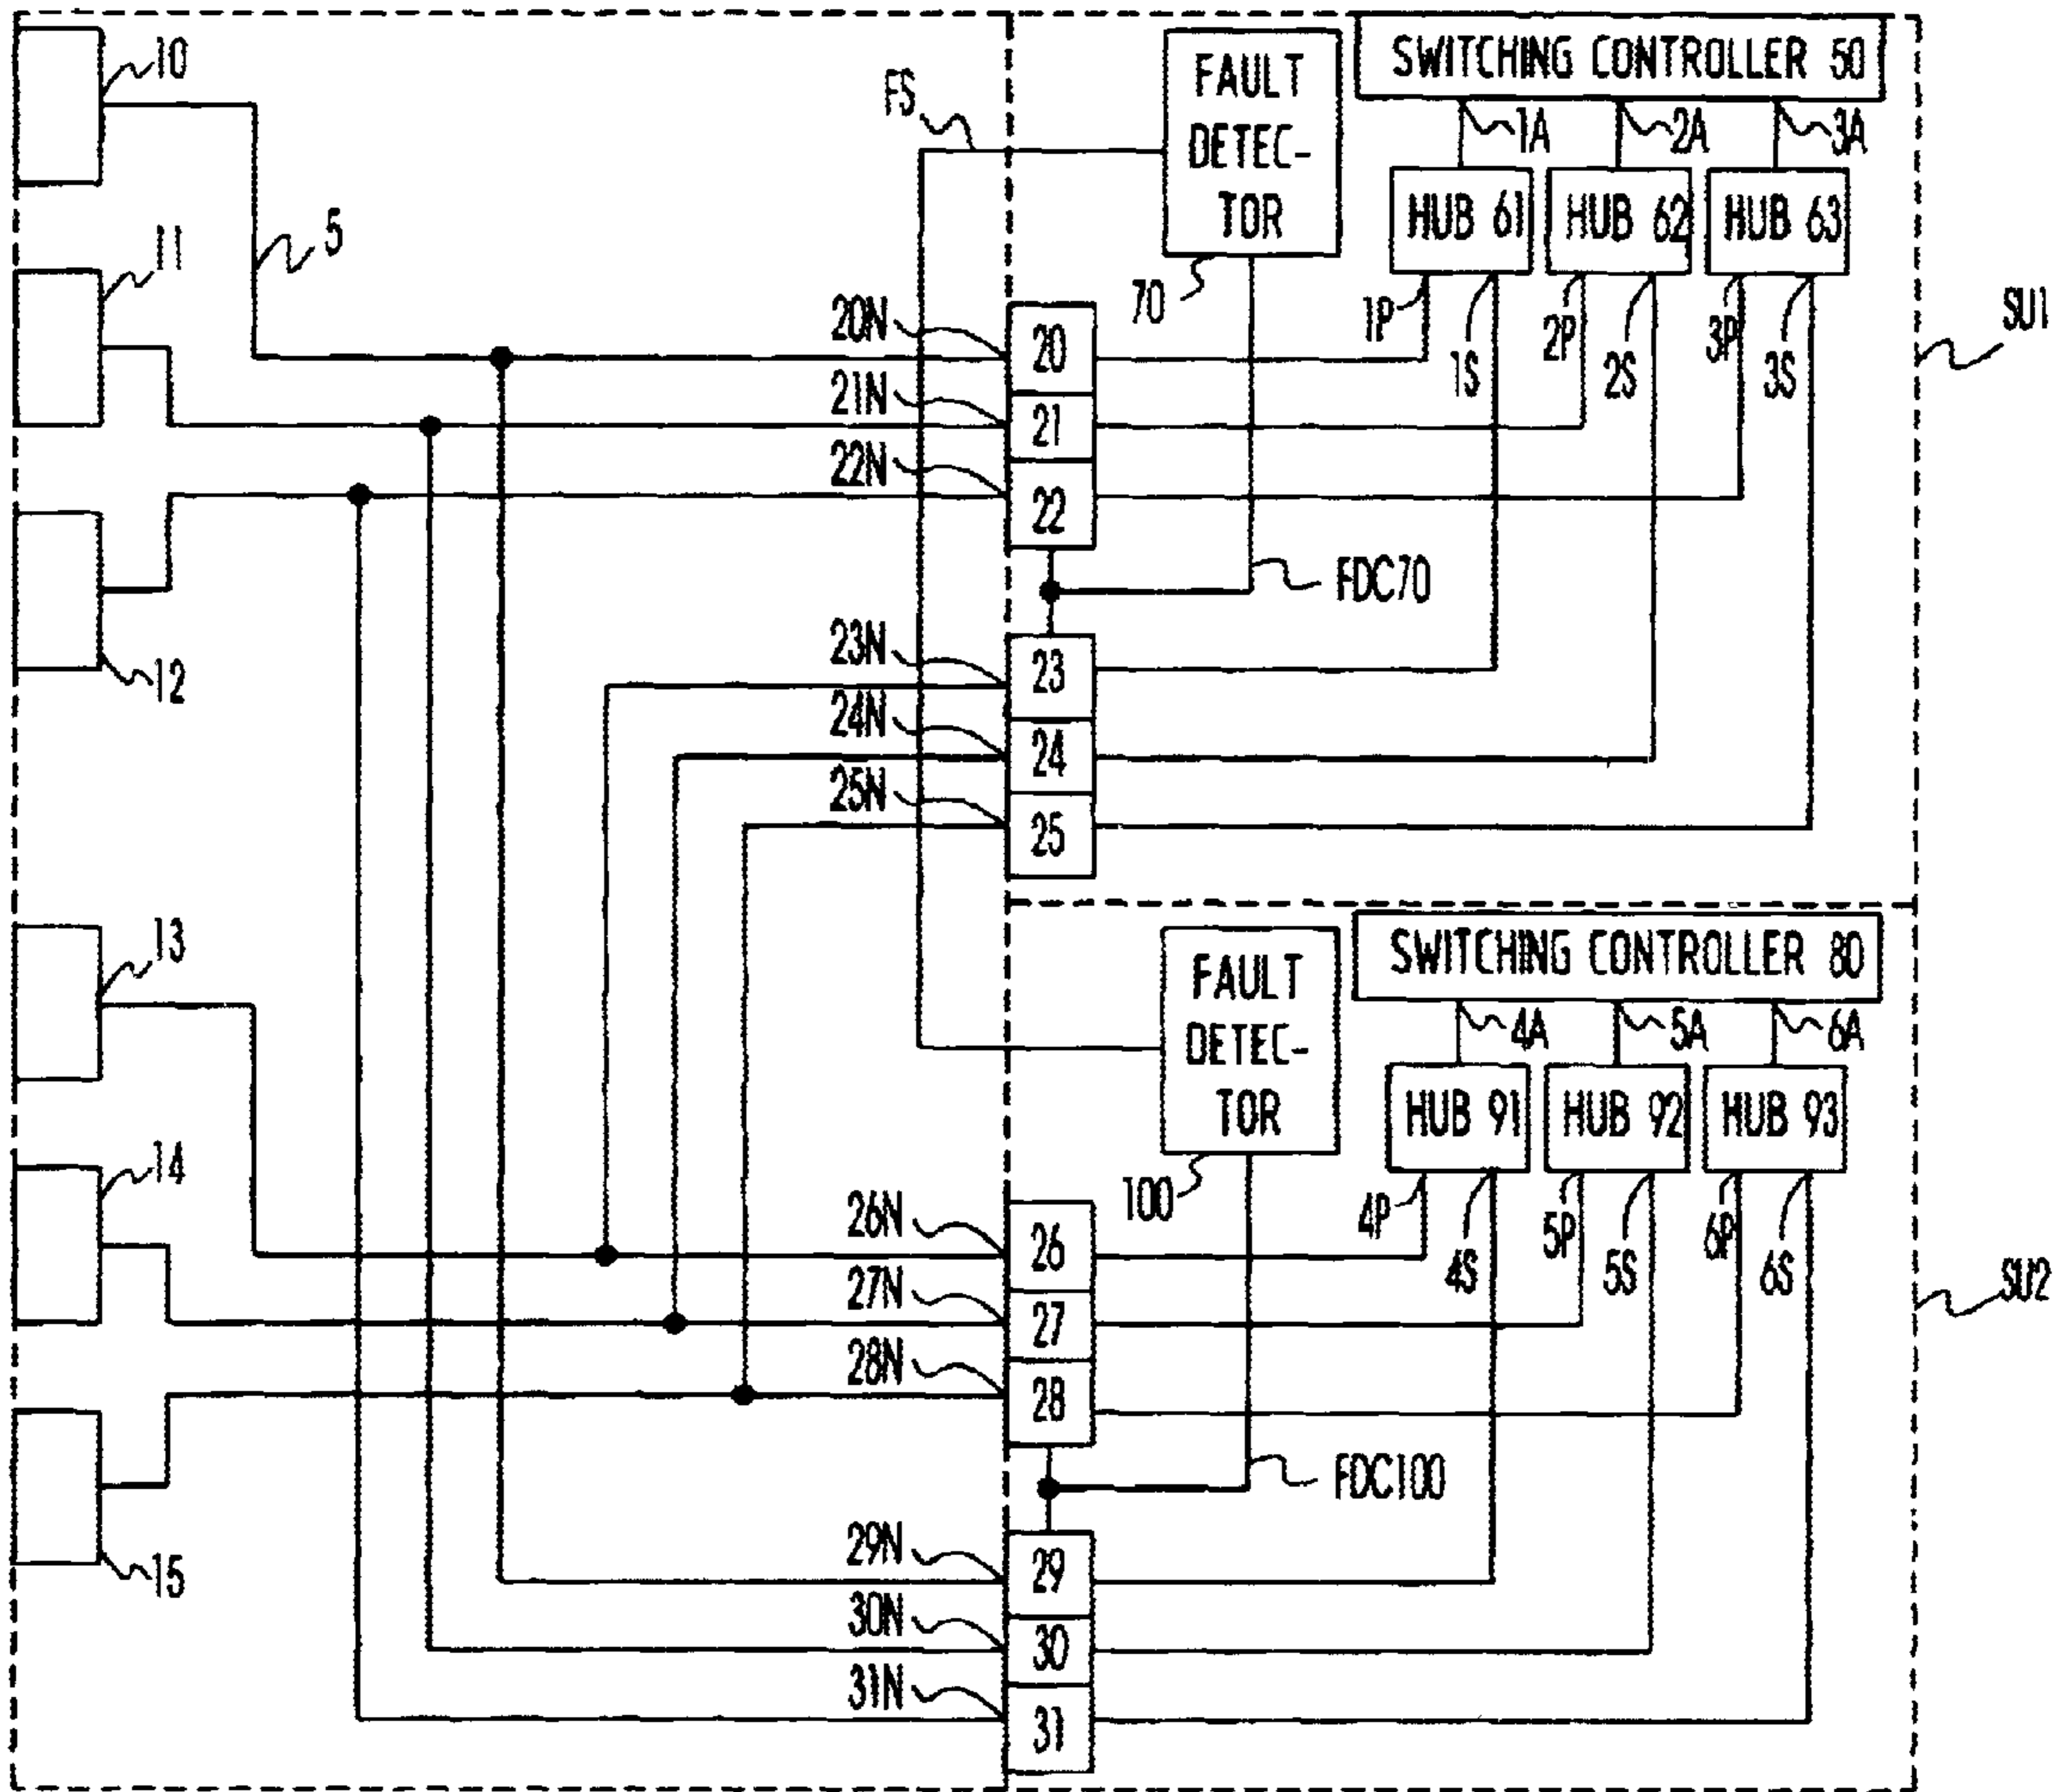 10
5
11
12
13
14
15
FS
20N
21N
22N
23N
24N
25N
26N
27N
28N
29N
30N
31N
FAULT
DETEC-
TOR
70
SWITCHING CONTROLLER 50
1A
2A
3A
HUB 61
HUB 62
HUB 63
1P
1S
2P
2S
3P
3S
SU1
20
21
22
FDC70
23
24
25
FAULT
DETEC-
TOR
100
SWITCHING CONTROLLER 80
4A
5A
6A
HUB 91
HUB 92
HUB 93
4P
4S
5P
5S
6P
6S
SU2
26
27
28
FDC100
29
30
31